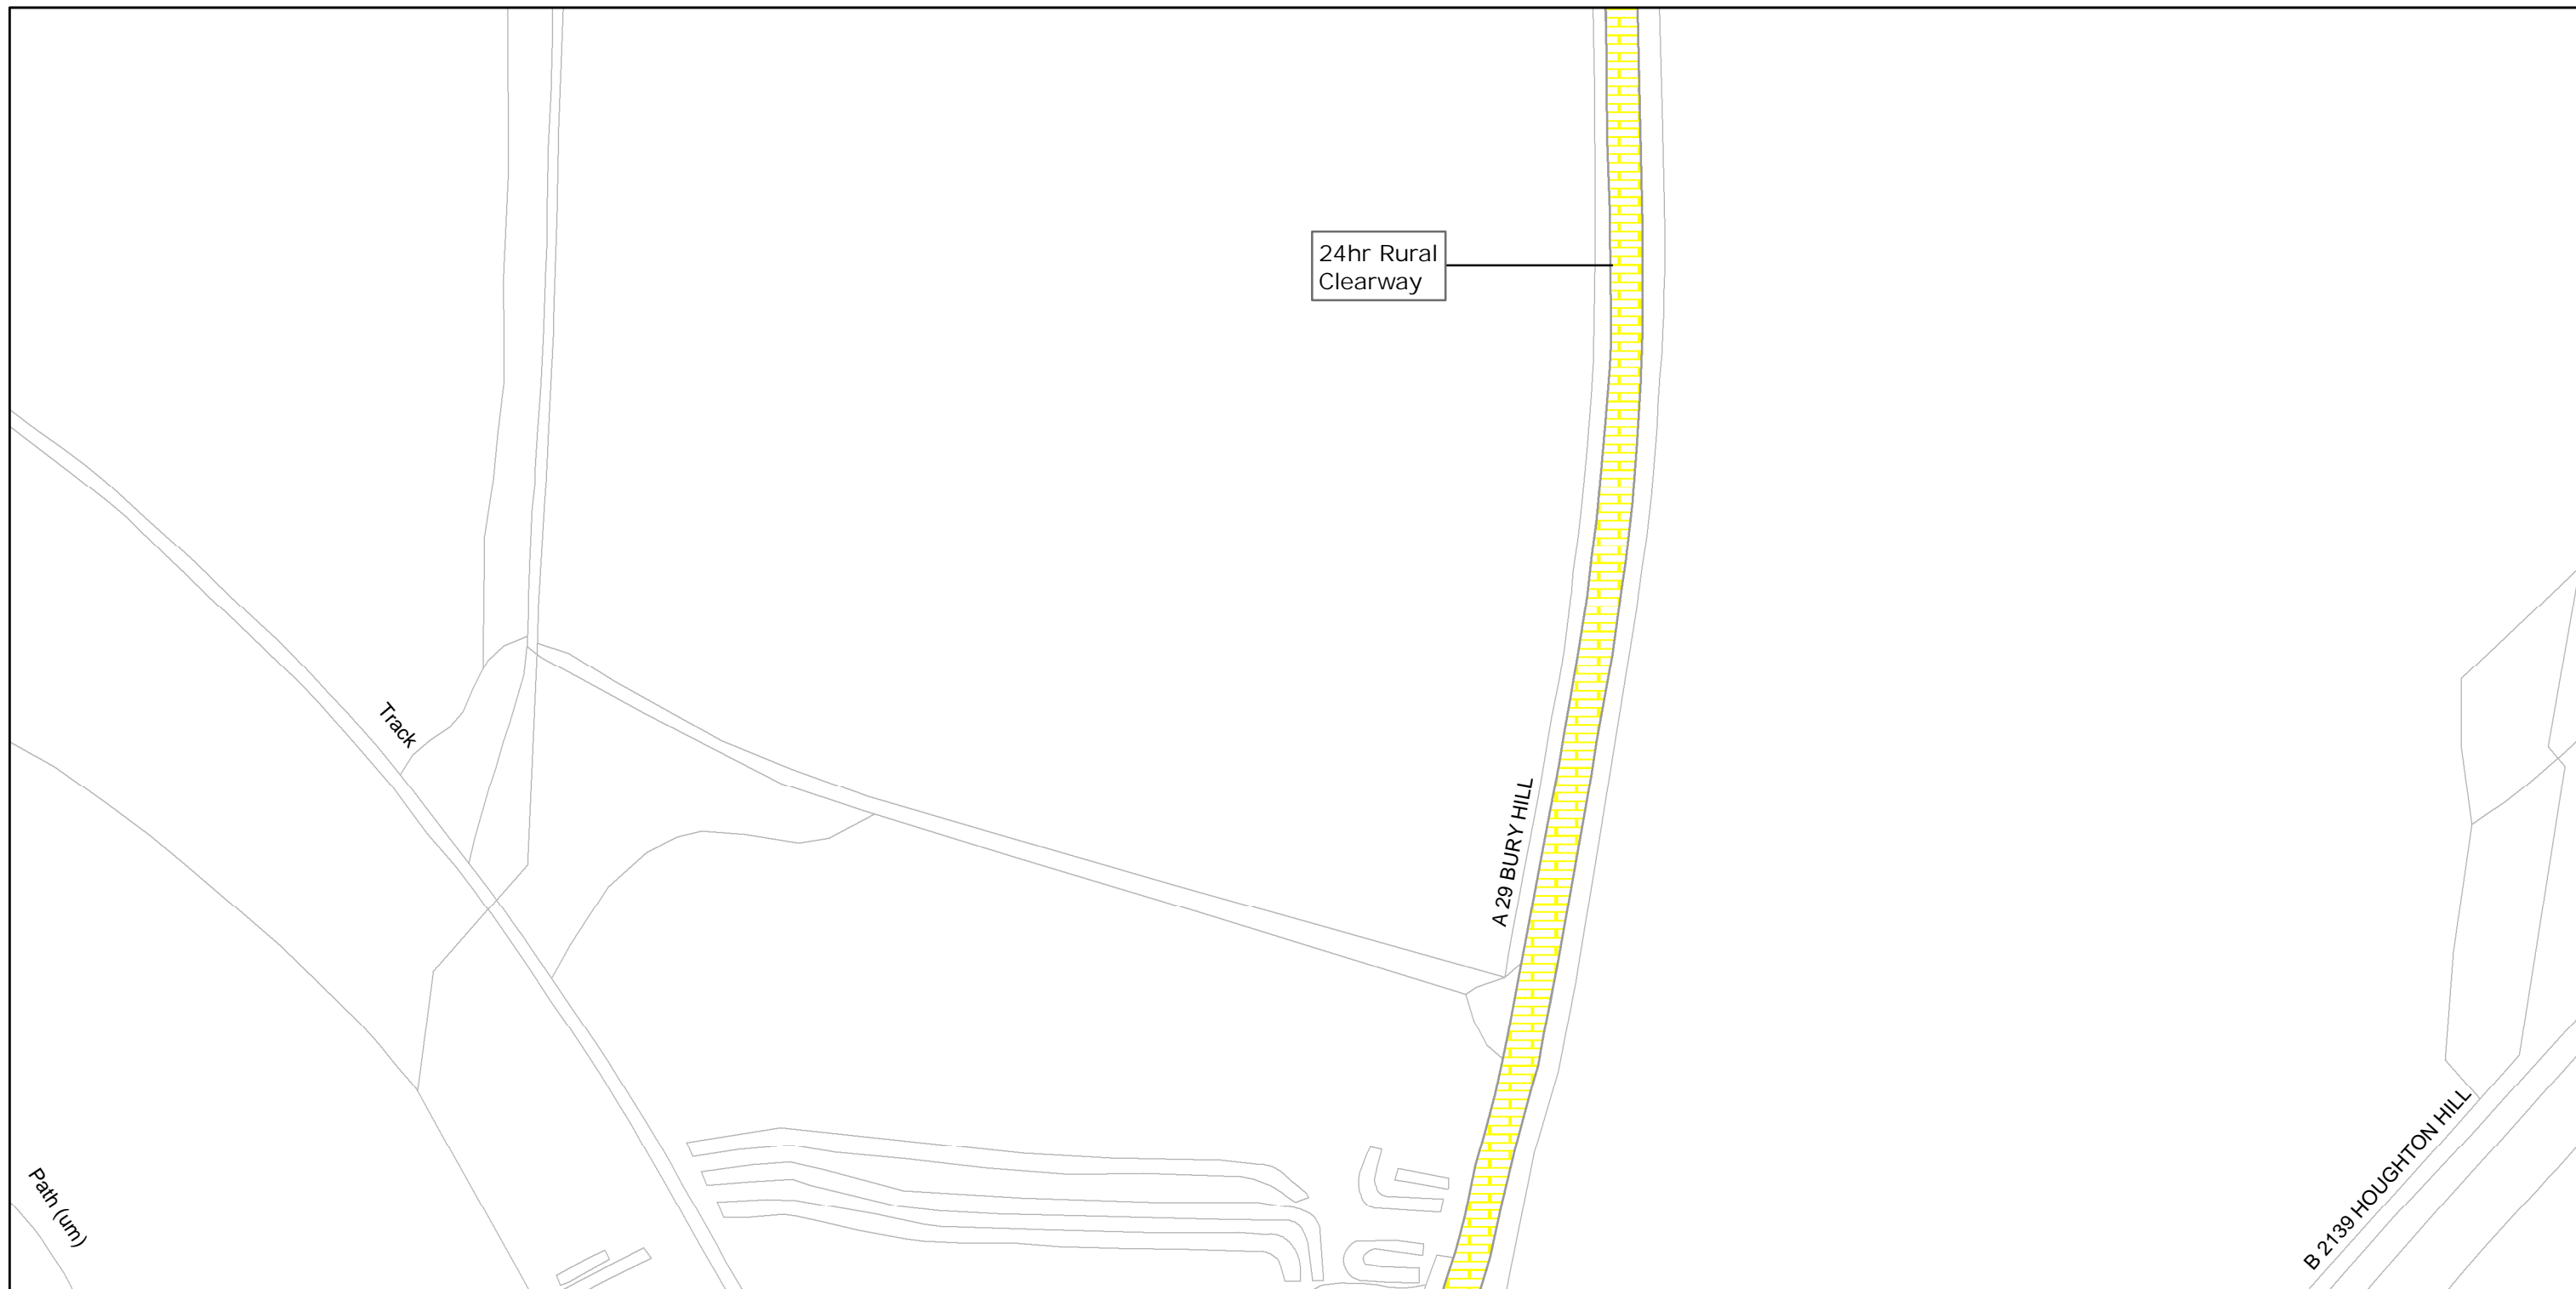 24hr Rural
Clearway
Track
A 29 BURY HILL
B 2139 HOUGHTON HILL
Path (um)